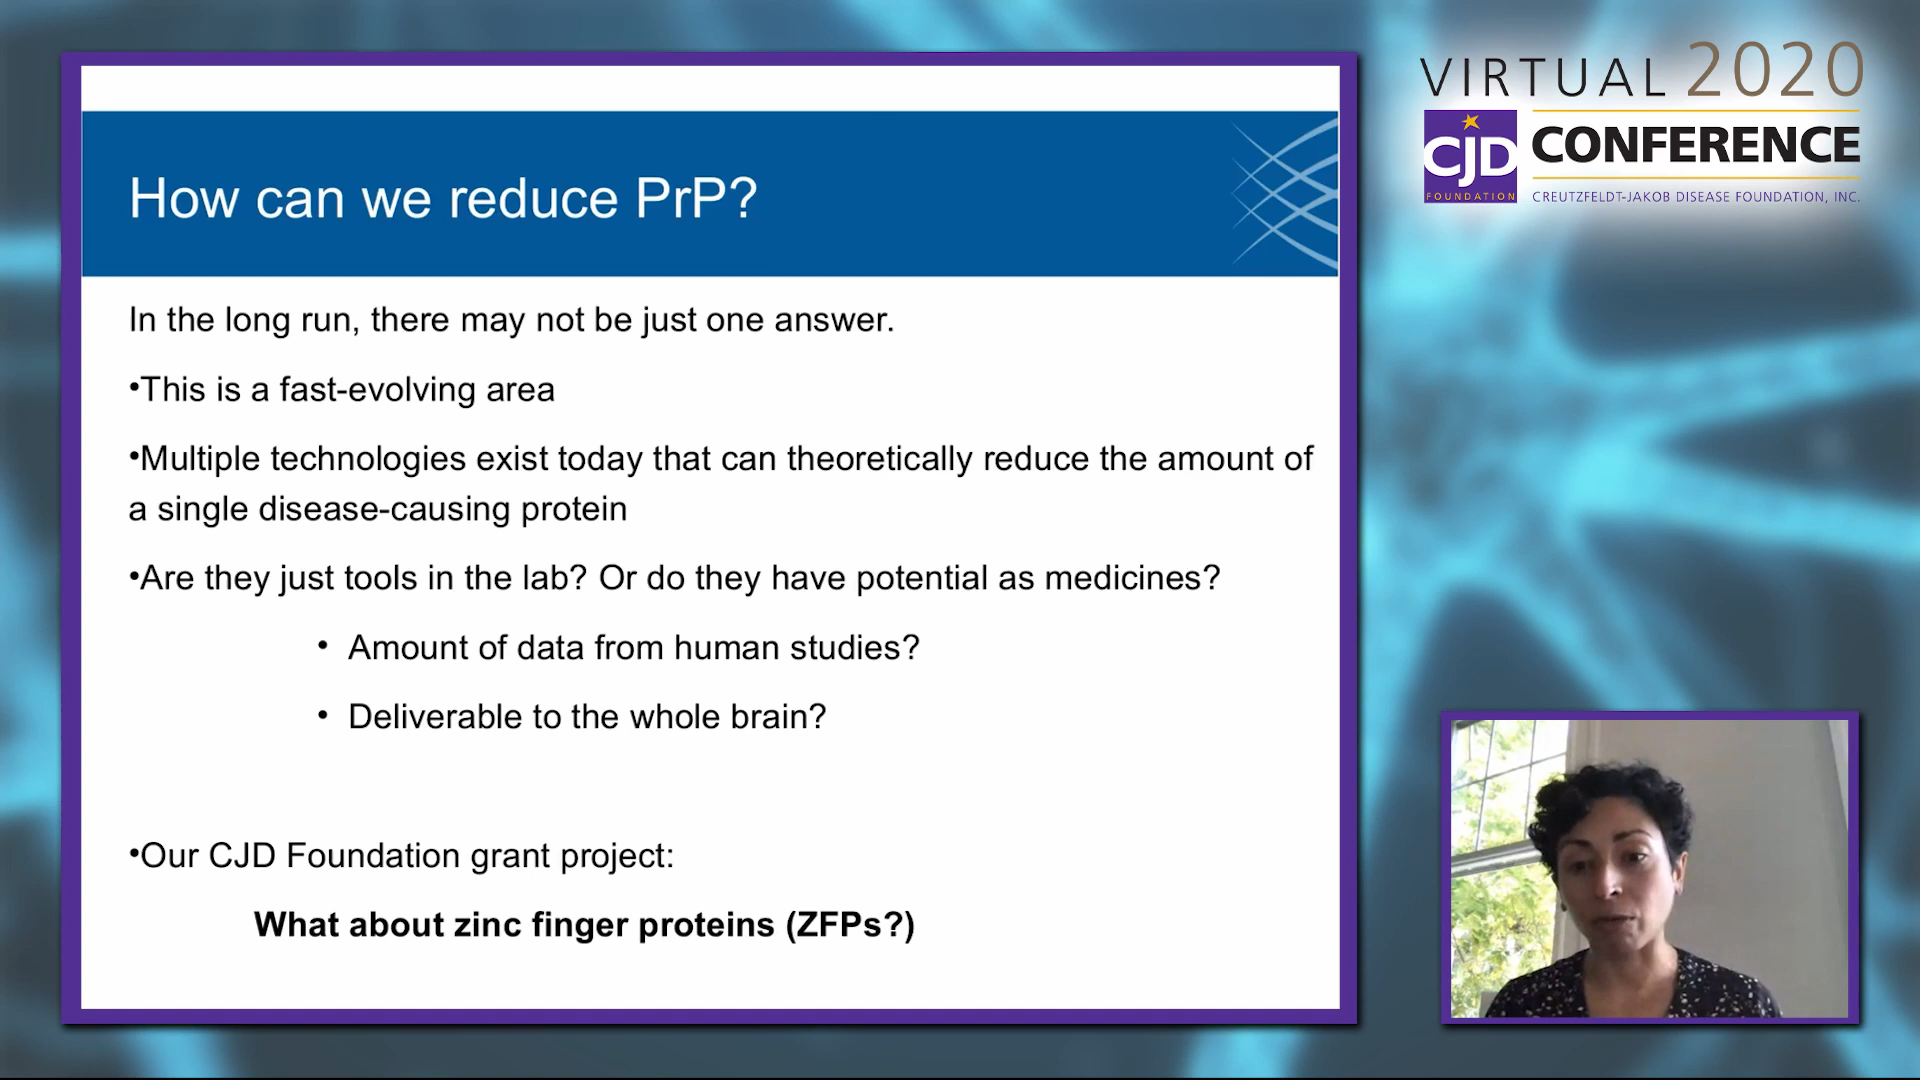 VIRTUAL 2020
CJD
FOUNDATION
CONFERENCE
CREUTZFELDT-JAKOB DISEASE FOUNDATION, INC.
How can we reduce PrP?
In the long run, there may not be just one answer.
•This is a fast-evolving area
•Multiple technologies exist today that can theoretically reduce the amount of
a single disease-causing protein
•Are they just tools in the lab? Or do they have potential as medicines?
• Amount of data from human studies?
• Deliverable to the whole brain?
•Our CJD Foundation grant project:
What about zinc finger proteins (ZFPs?)